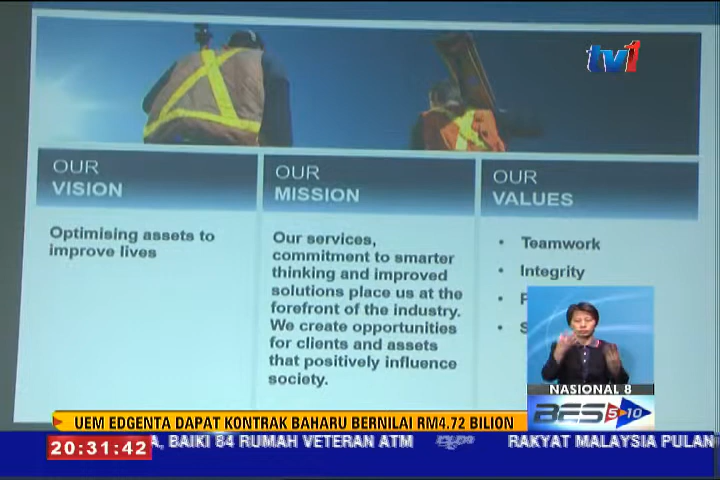 tv1
OUR
VISION
OUR
MISSION
OUR
VALUES
Optimising assets to
improve lives
Our services,
commitment to smarter
thinking and improved
solutions place us at the
forefront of the industry.
We create opportunities
for clients and assets
that positively influence
society.
• Teamwork
• Integrity
NASIONAL 8
BES 5-10
UEM EDGENTA DAPAT KONTRAK BAHARU BERNILAI RM4.72 BILION
20:31:42
, BAIKI 84 RUMAH VETERAN ATM
RAKYAT MALAYSIA PULAN